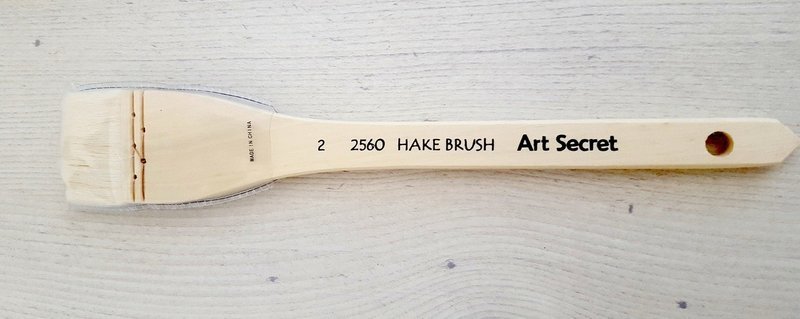 MADE IN CHINA
2 2560 HAKE BRUSH Art Secret